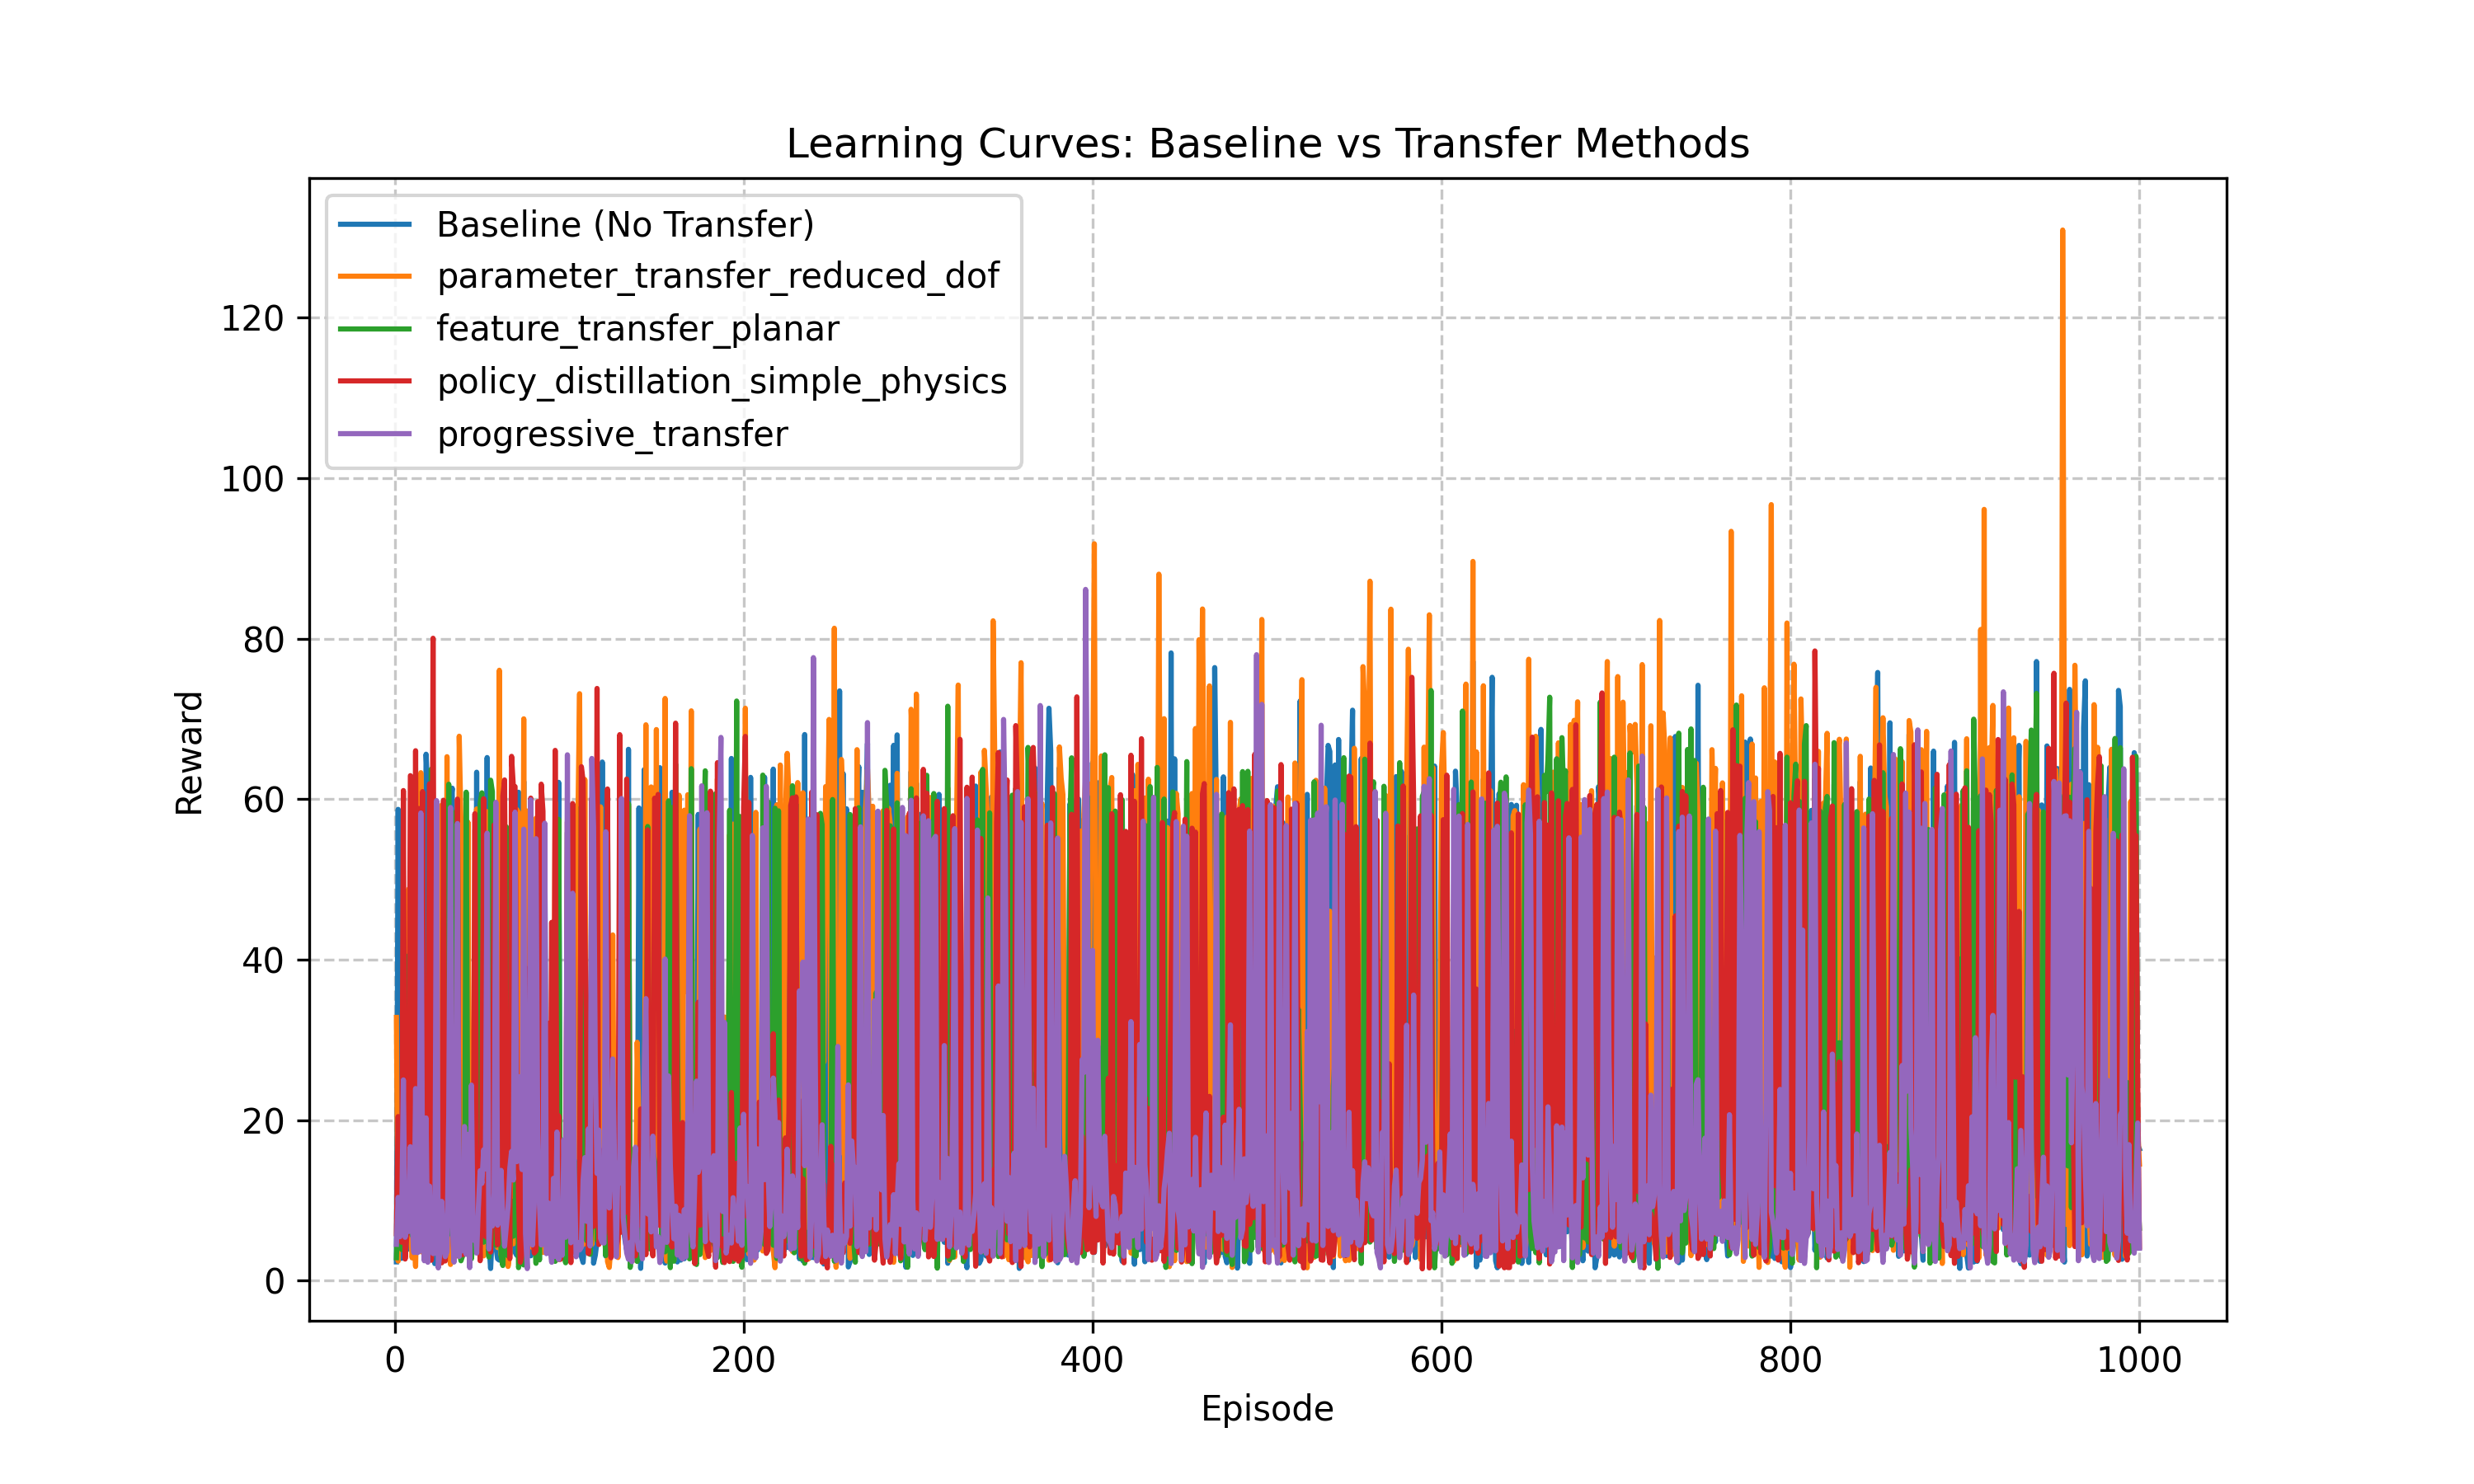 Learning Curves: Baseline vs Transfer Methods
Baseline (No Transfer)
parameter_transfer_reduced_dof
feature_transfer_planar
policy_distillation_simple_physics
progressive_transfer
Reward
120
100
80
60
40
20
0
0 200 400 600 800 1000
Episode